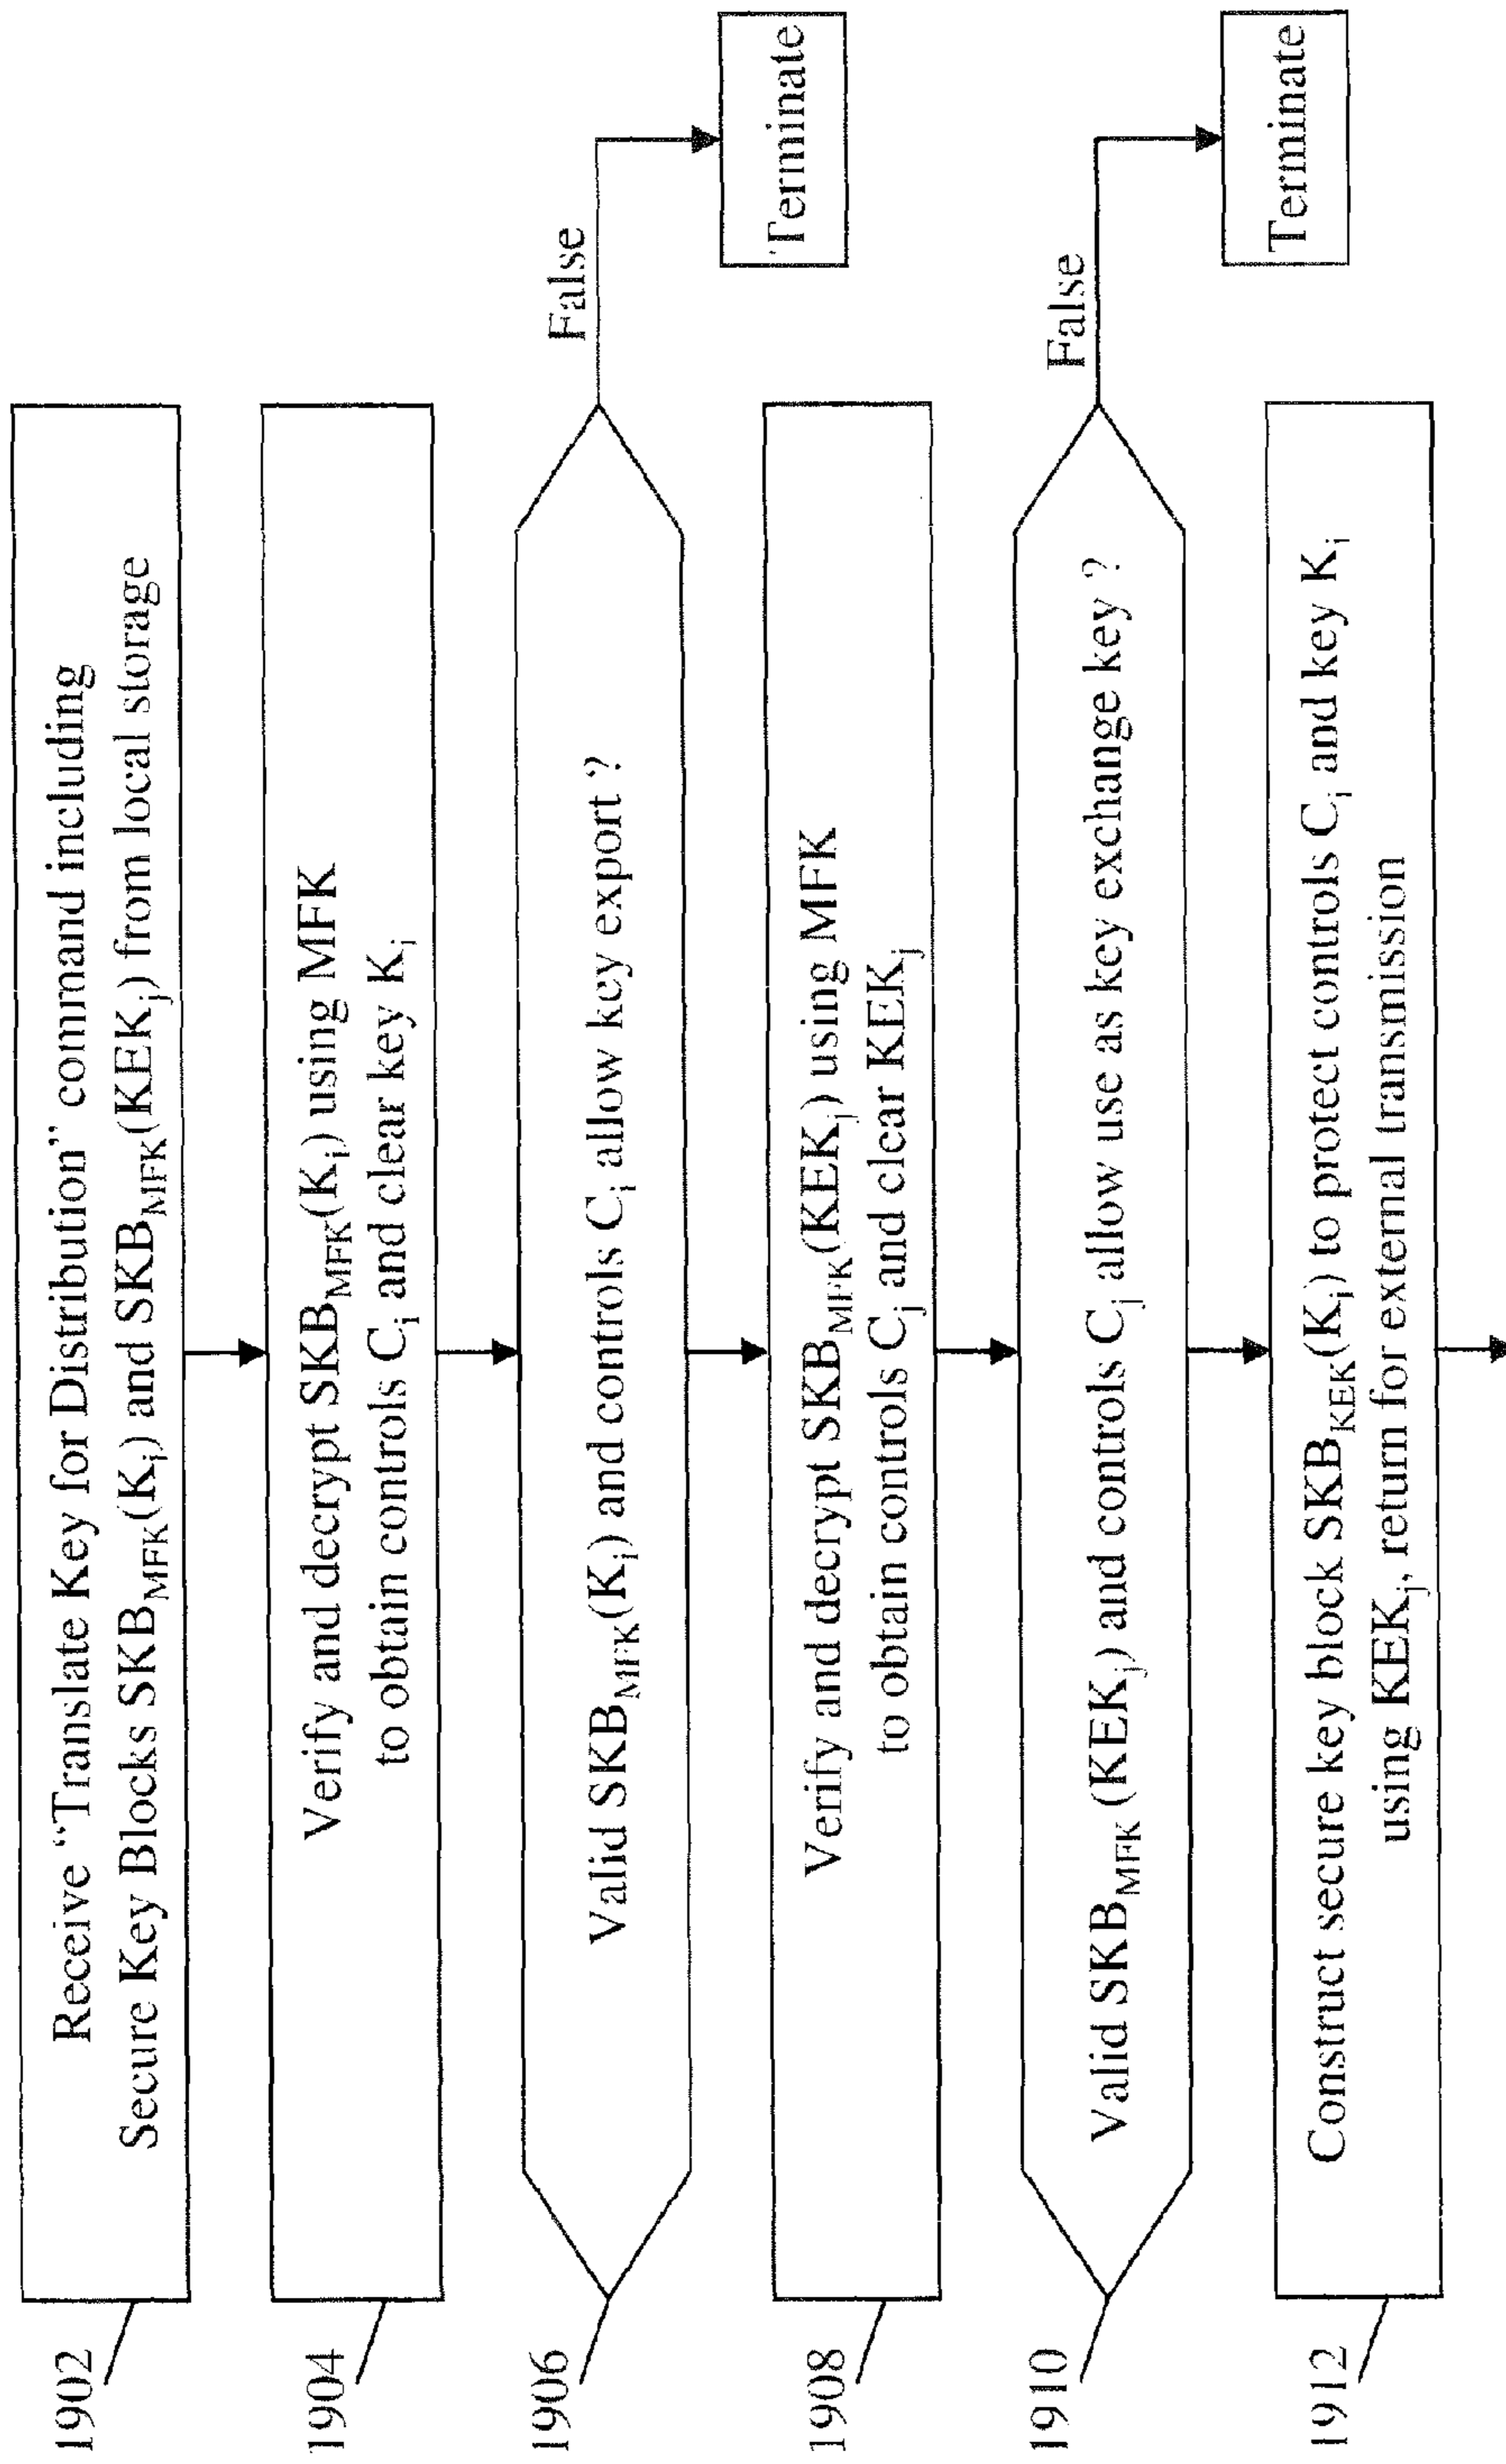 1902
Receive “Translate Key for Distribution” command including
Secure Key Blocks SKB_MFK(K_i) and SKB_MFK(KEK_j) from local storage
1904
Verify and decrypt SKB_MFK(K_i) using MFK
to obtain controls C_i and clear key K_i
1906
Valid SKB_MFK(K_i) and controls C_i allow key export ?
False
Terminate
1908
Verify and decrypt SKB_MFK(KEK_j) using MFK
to obtain controls C_j and clear KEK_j
1910
Valid SKB_MFK (KEK_j) and controls C_j allow use as key exchange key ?
False
Terminate
1912
Construct secure key block SKB_KEK(K_i) to protect controls C_i and key K_i
using KEK_j, return for external transmission